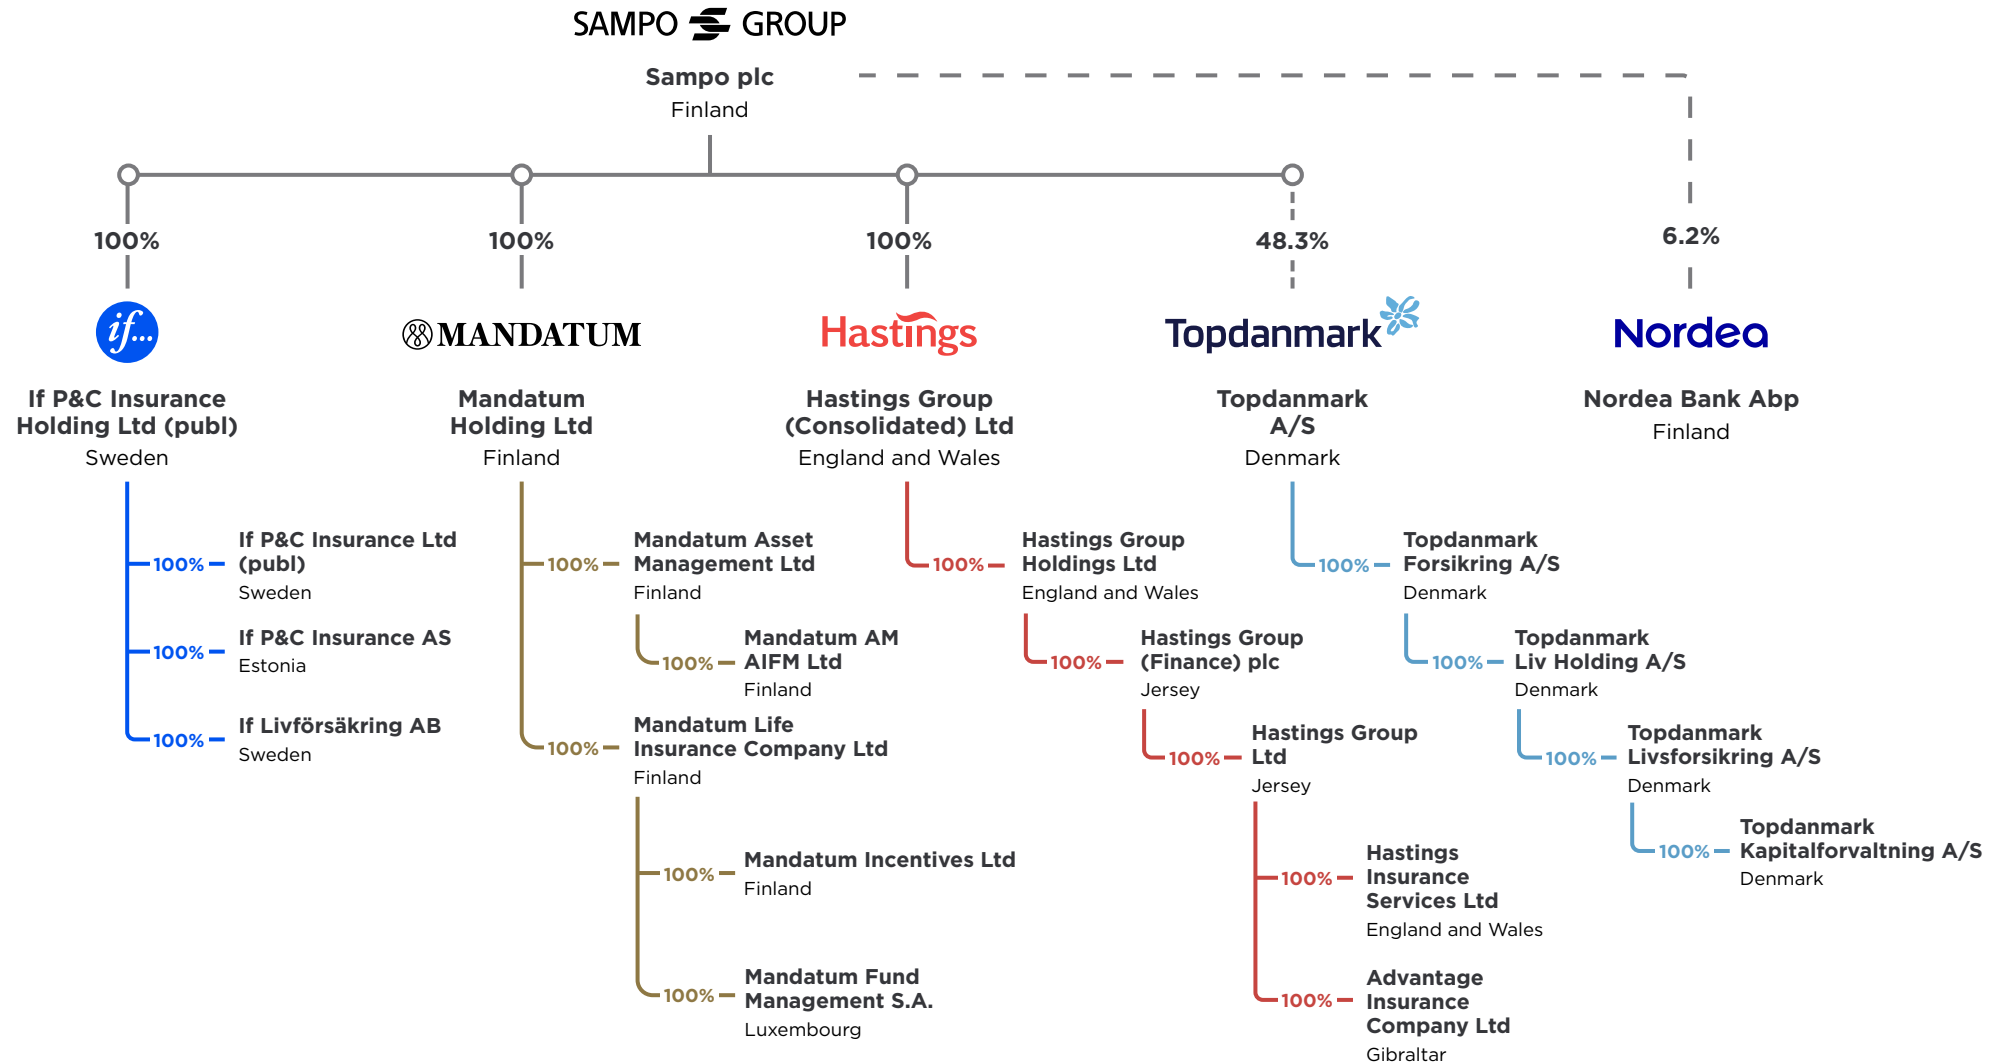 SAMPO GROUP
Sampo plc
Finland
100%
100%
100%
48.3%
6.2%
if...
MANDATUM
Hastings
Topdanmark
Nordea
If P&C Insurance
Holding Ltd (publ)
Sweden
Mandatum
Holding Ltd
Finland
Hastings Group
(Consolidated) Ltd
England and Wales
Topdanmark
A/S
Denmark
Nordea Bank Abp
Finland
100%
If P&C Insurance Ltd
(publ)
Sweden
100%
If P&C Insurance AS
Estonia
100%
If Livförsäkring AB
Sweden
100%
Mandatum Asset
Management Ltd
Finland
100%
Mandatum AM
AIFM Ltd
Finland
100%
Mandatum Life
Insurance Company Ltd
Finland
100%
Mandatum Incentives Ltd
Finland
100%
Mandatum Fund
Management S.A.
Luxembourg
100%
Hastings Group
Holdings Ltd
England and Wales
100%
Hastings Group
(Finance) plc
Jersey
100%
Hastings Group
Ltd
Jersey
100%
Hastings
Insurance
Services Ltd
England and Wales
100%
Advantage
Insurance
Company Ltd
Gibraltar
100%
Topdanmark
Forsikring A/S
Denmark
100%
Topdanmark
Liv Holding A/S
Denmark
100%
Topdanmark
Livsforsikring A/S
Denmark
100%
Topdanmark
Kapitalforvaltning A/S
Denmark